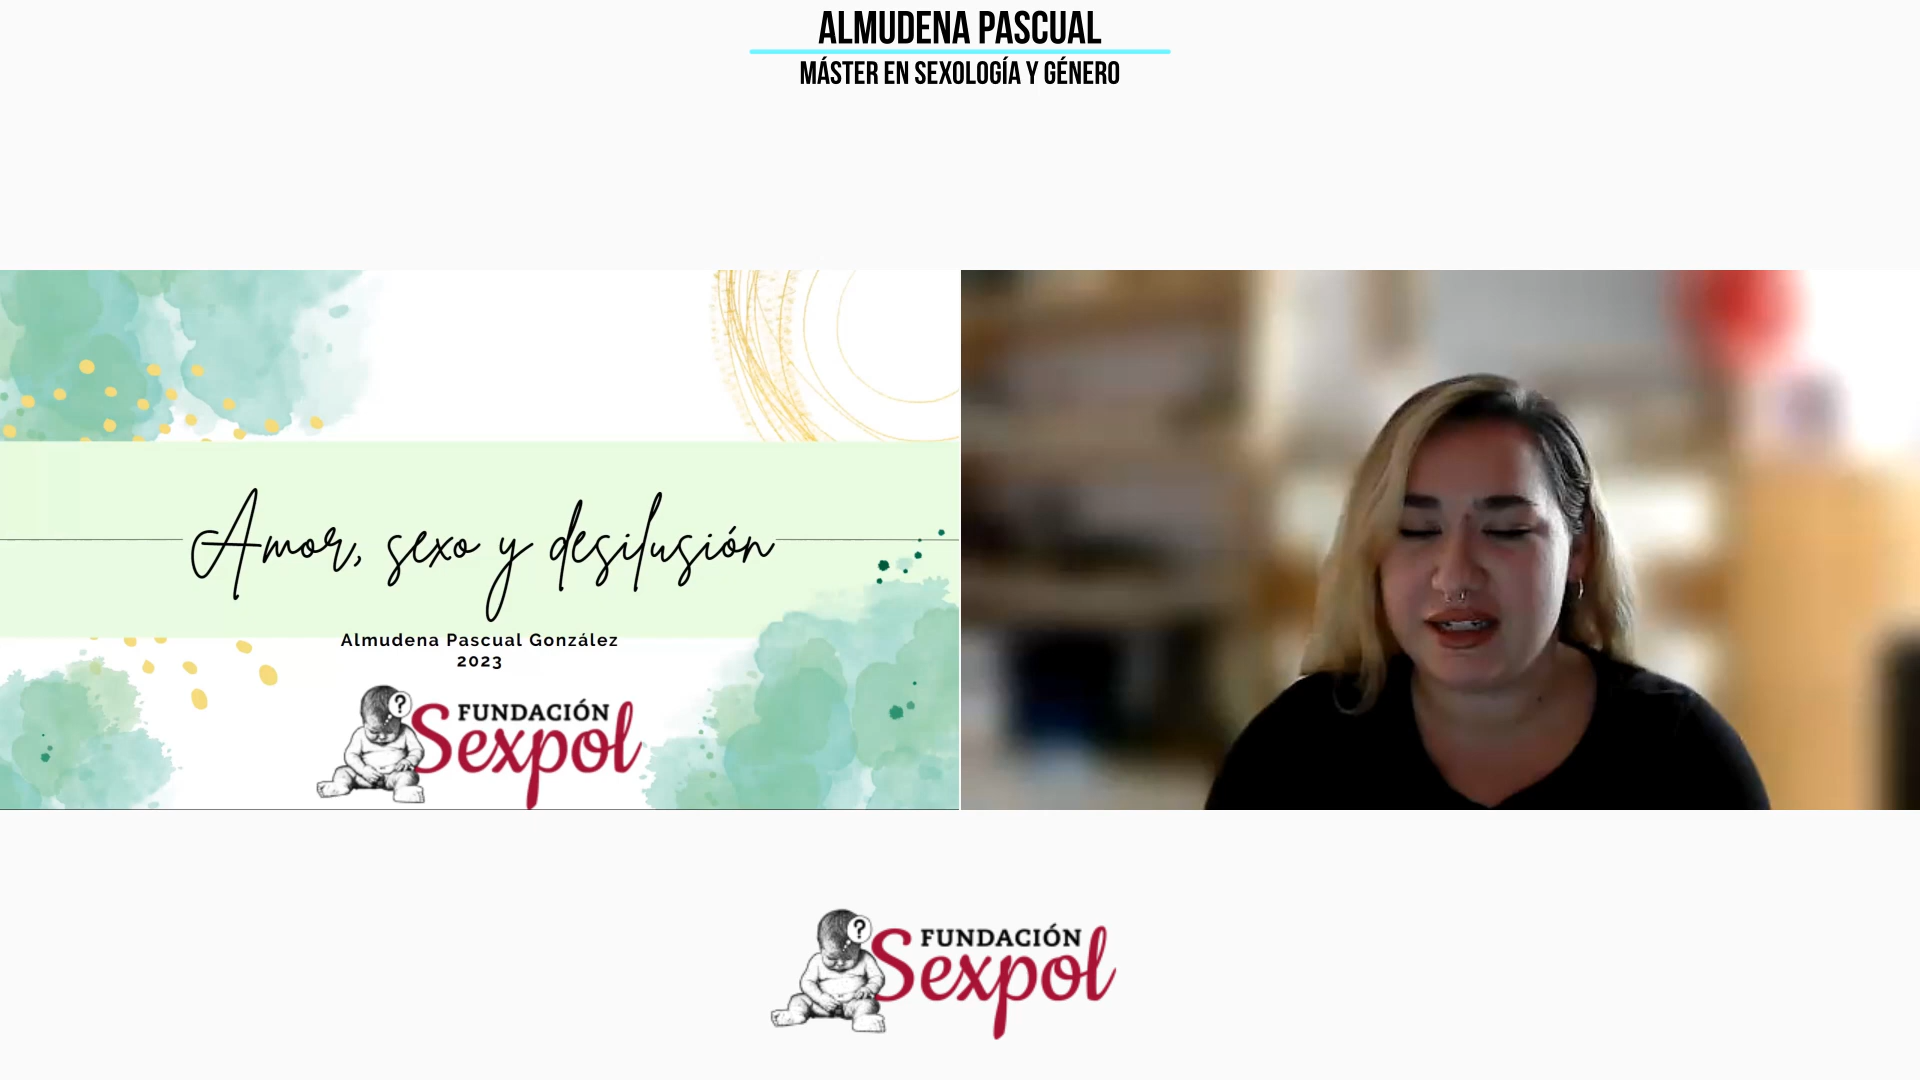 ALMUDENA PASCUAL
MÁSTER EN SEXOLOGÍA Y GÉNERO
Amor, sexo y desilusión
Almudena Pascual González
2023
?
FUNDACIÓN
Sexpol
?
FUNDACIÓN
Sexpol